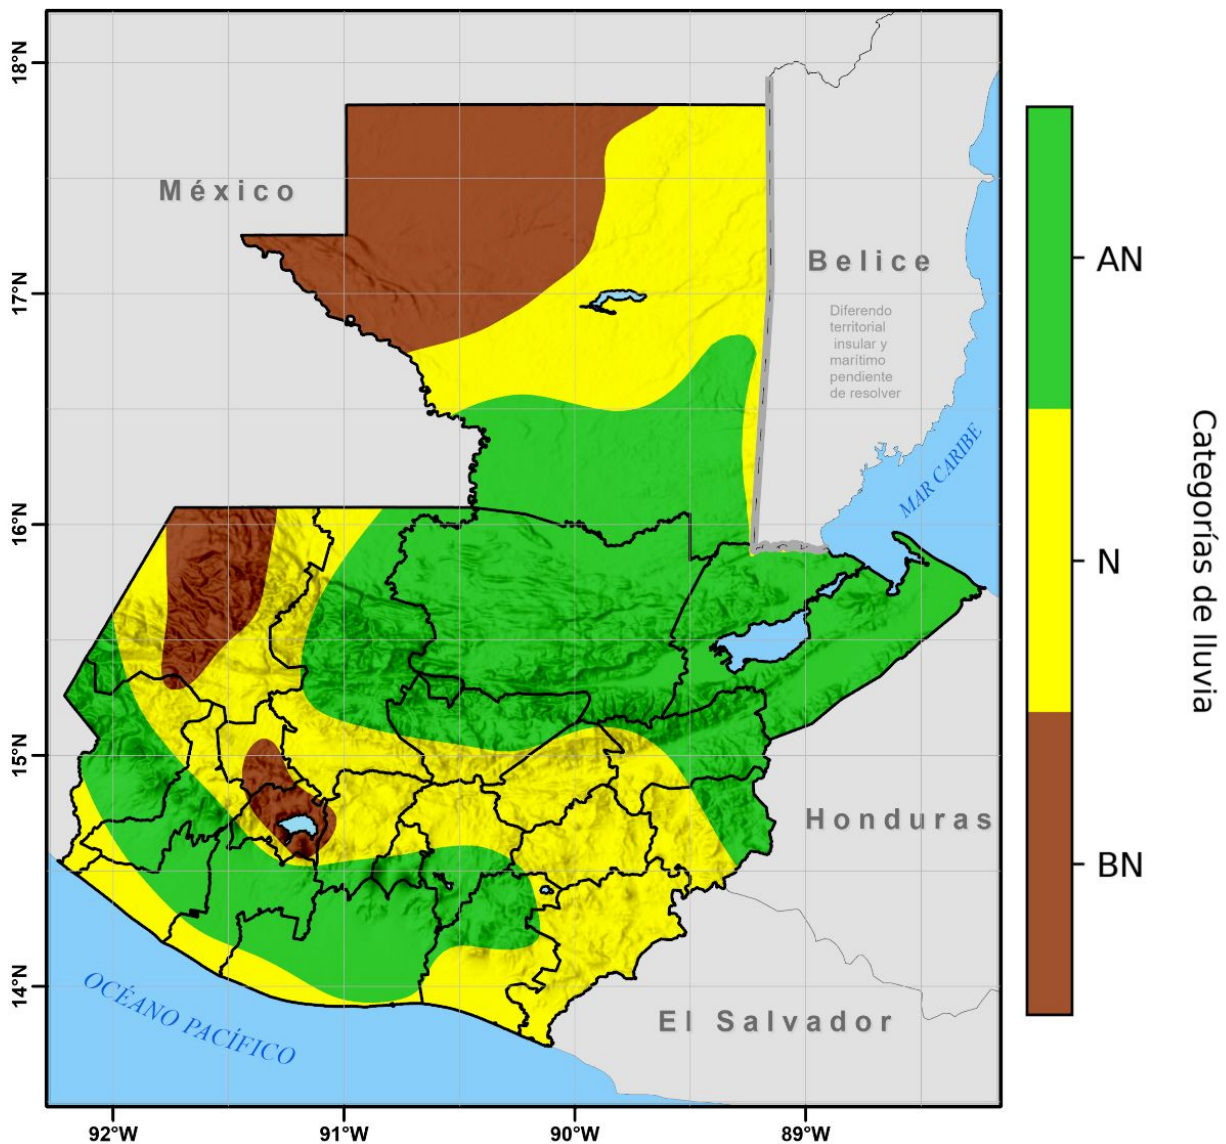 18°N
17°N
16°N
15°N
14°N
92°W
91°W
90°W
89°W
México
Belice
Diferendo
territorial
insular y
marítimo
pendiente
de resolver
MAR CARIBE
Honduras
El Salvador
OCÉANO PACÍFICO
AN
N
BN
Categorías de lluvia